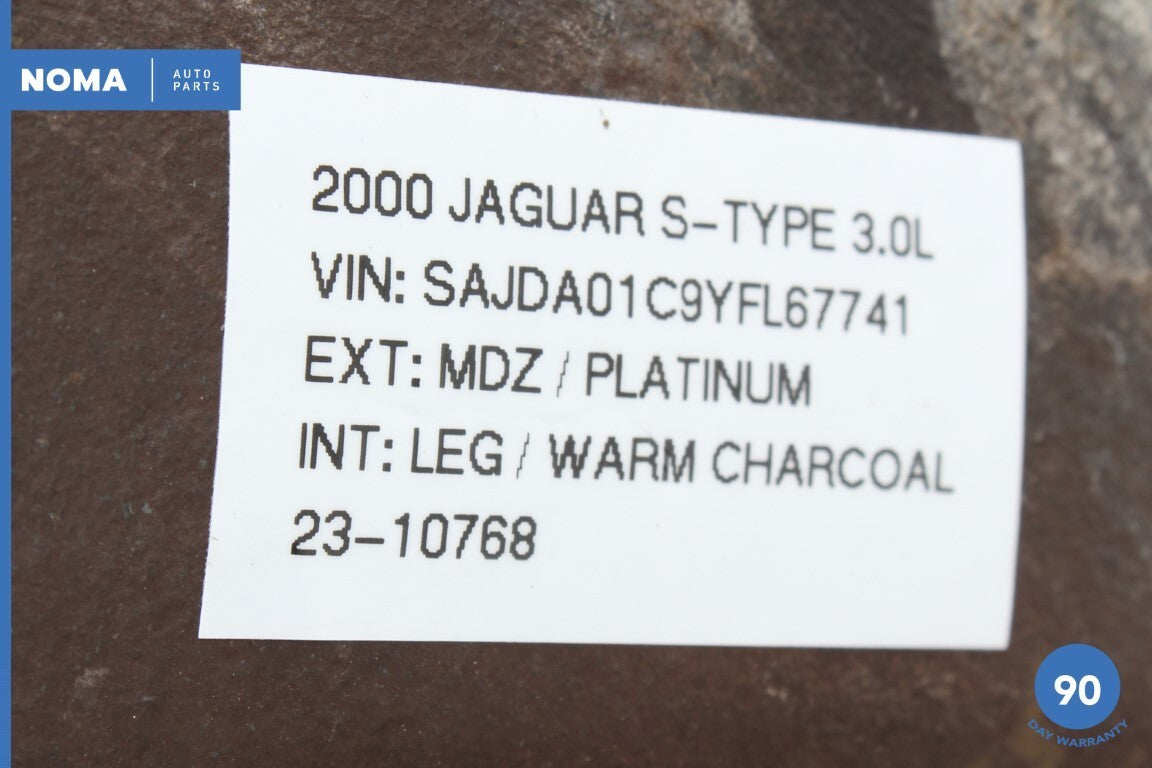 NOMA AUTO PARTS
2000 JAGUAR S-TYPE 3.0L
VIN: SAJDA01C9YFL67741
EXT: MDZ / PLATINUM
INT: LEG / WARM CHARCOAL
23-10768
90
DAY WARRANTY